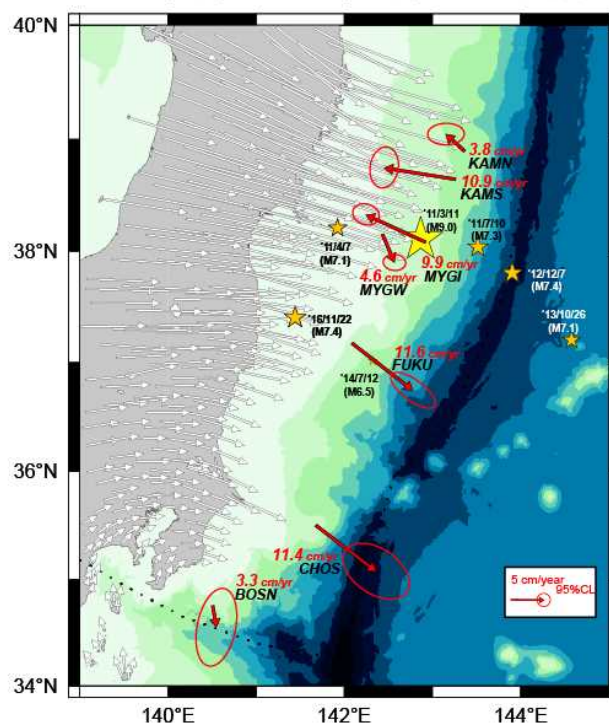 40°N
38°N
36°N
34°N
140°E
142°E
144°E
3.8 cm/yr
KAMN
10.9 cm/yr
KAMS
'11/3/11
(M9.0)
'11/7/10
(M7.3)
'11/4/7
(M7.1)
9.9 cm/yr
MYGI
4.6 cm/yr
MYGW
'12/12/7
(M7.4)
'13/10/26
(M7.1)
'16/11/22
(M7.4)
11.6 cm/yr
FUKU
'14/7/12
(M6.5)
11.4 cm/yr
CHOS
3.3 cm/yr
BOSN
5 cm/year
95%CL